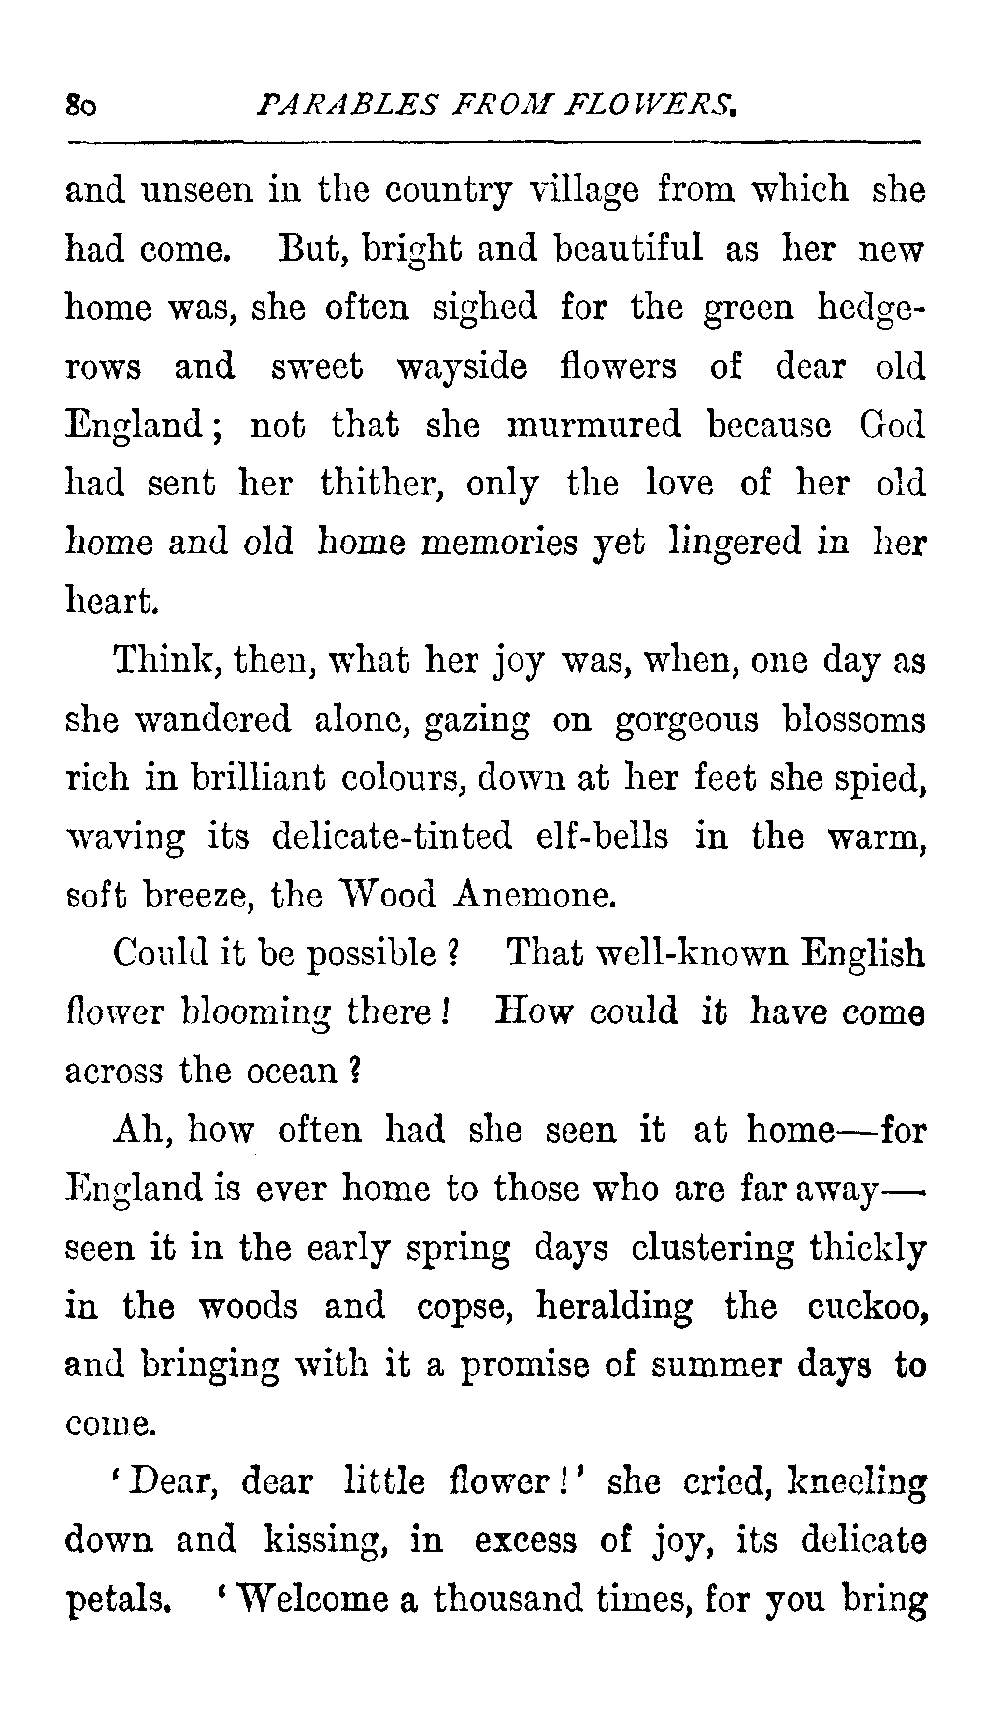 80 PARABLES FROM FLOWERS.
and unseen in the country village from which she
had come. But, bright and beautiful as her new
home was, she often sighed for the green hedge-
rows and sweet wayside flowers of dear old
England; not that she murmured because God
had sent her thither, only the love of her old
home and old home memories yet lingered in her
heart.
Think, then, what her joy was, when, one day as
she wandered alone, gazing on gorgeous blossoms
rich in brilliant colours, down at her feet she spied,
waving its delicate-tinted elf-bells in the warm,
soft breeze, the Wood Anemone.
Could it be possible? That well-known English
flower blooming there! How could it have come
across the ocean?
Ah, how often had she seen it at home—for
England is ever home to those who are far away—
seen it in the early spring days clustering thickly
in the woods and copse, heralding the cuckoo,
and bringing with it a promise of summer days to
come.
'Dear, dear little flower!' she cried, kneeling
down and kissing, in excess of joy, its delicate
petals. 'Welcome a thousand times, for you bring